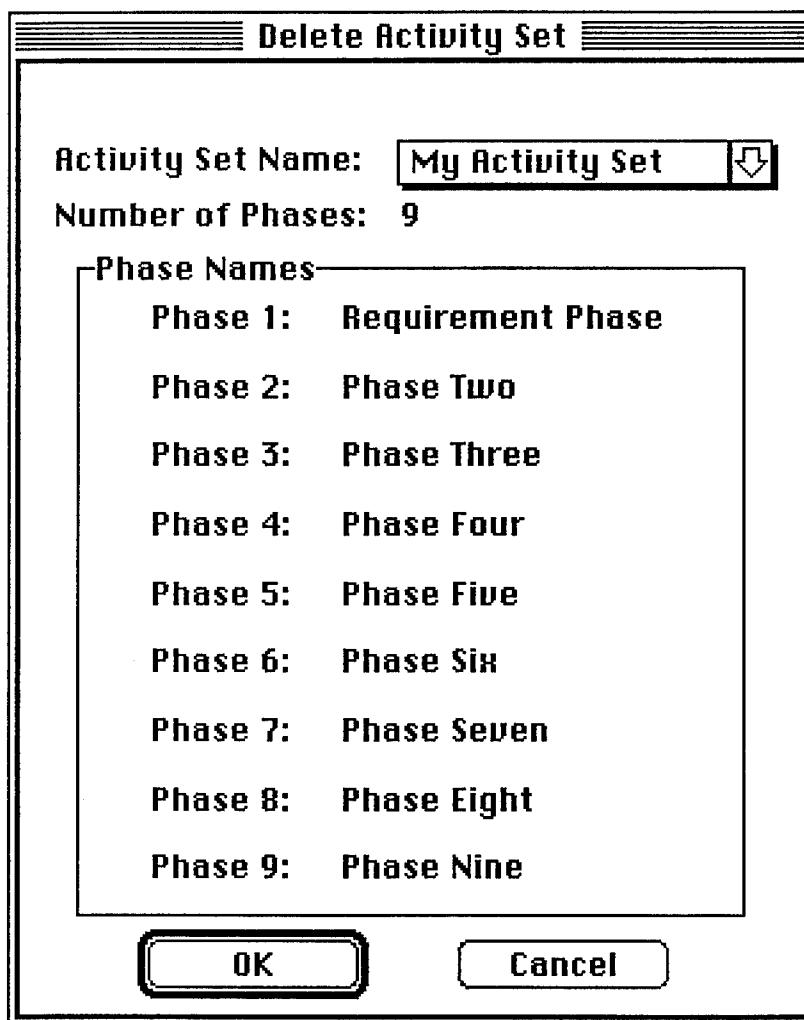 Delete Activity Set
Activity Set Name: My Activity Set
Number of Phases: 9
Phase Names
Phase 1: Requirement Phase
Phase 2: Phase Two
Phase 3: Phase Three
Phase 4: Phase Four
Phase 5: Phase Five
Phase 6: Phase Six
Phase 7: Phase Seven
Phase 8: Phase Eight
Phase 9: Phase Nine
OK Cancel